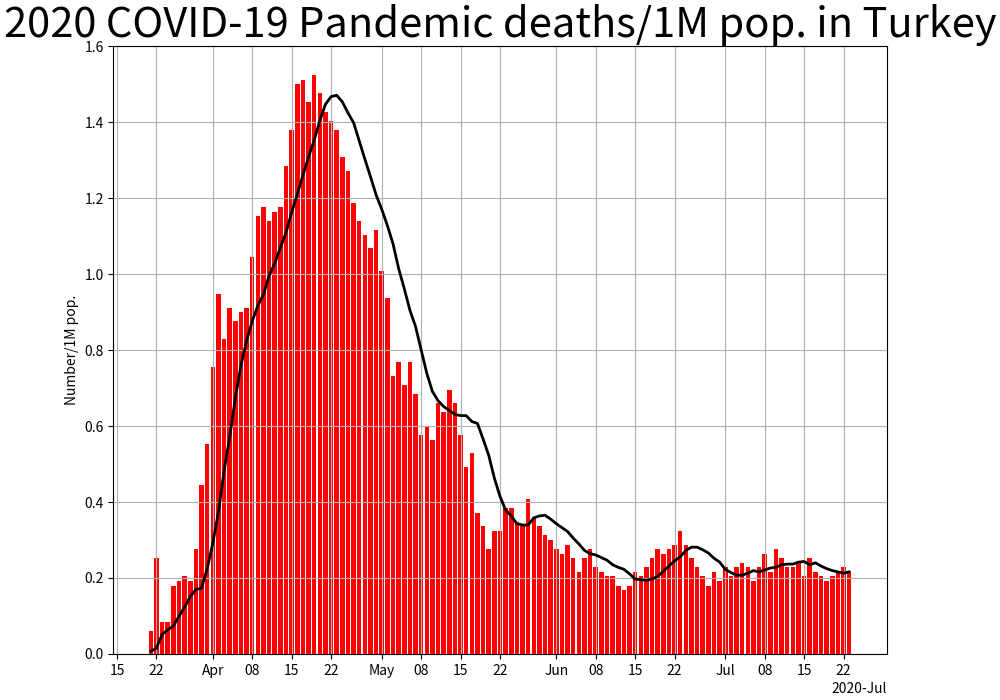 2020 COVID-19 Pandemic deaths/1M pop. in Turkey
1.6
1.4
1.2
1.0
0.8
0.6
0.4
0.2
0.0
Number/1M pop.
15 22 Apr 08 15 22 May 08 15 22 Jun 08 15 22 Jul 08 15 22
2020-Jul